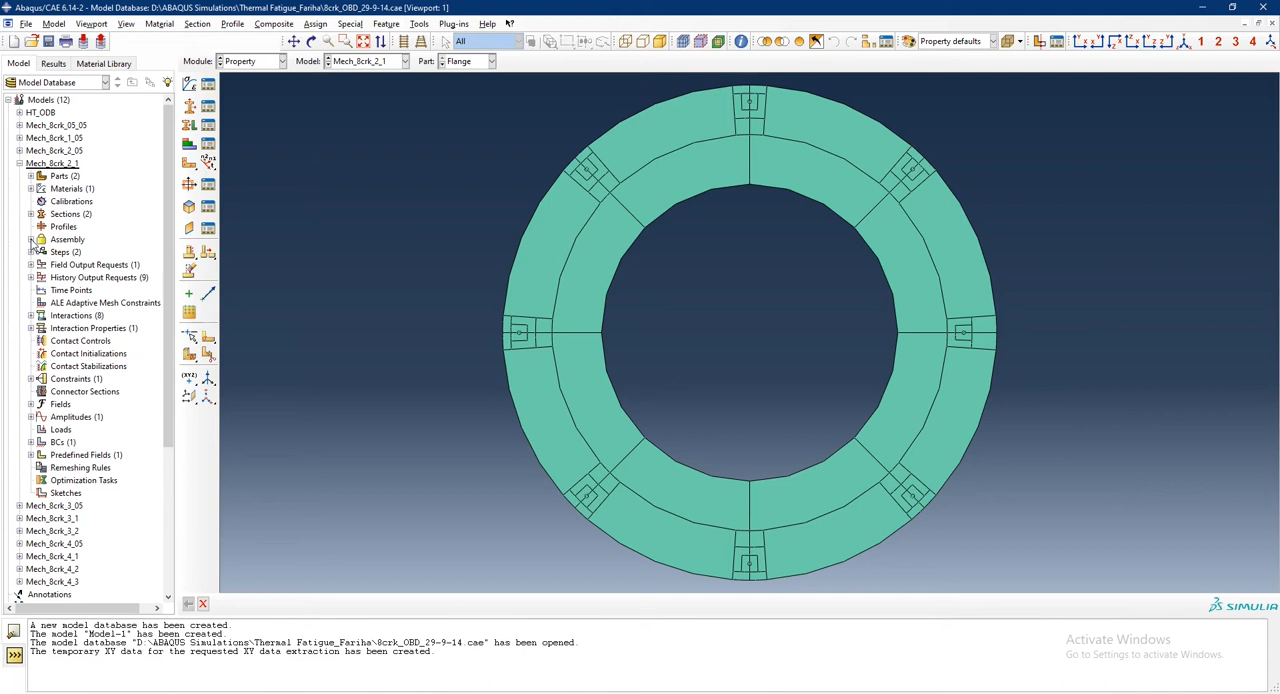 Abaqus/CAE 6.14-2 - Model Database: D:\ABAQUS Simulations\Thermal Fatigue_Fariha\8crk_OBD_29-9-14.cae [Viewport: 1]
File Model Viewport View Material Section Profile Composite Assign Special Feature Tools Plug-ins Help
All Property defaults 1 2 3 4
Model Results Material Library
Module: Property Model: Mech_8crk_2_1 Part: Flange
Model Database
Models (12)
HT_ODB
Mech_8crk_05_05
Mech_8crk_1_05
Mech_8crk_2_05
Mech_8crk_2_1
Parts (2)
Materials (1)
Calibrations
Sections (2)
Profiles
Assembly
Steps (2)
Field Output Requests (1)
History Output Requests (9)
Time Points
ALE Adaptive Mesh Constraints
Interactions (8)
Interaction Properties (1)
Contact Controls
Contact Initializations
Contact Stabilizations
Constraints (1)
Connector Sections
Fields
Amplitudes (1)
Loads
BCs (1)
Predefined Fields (1)
Remeshing Rules
Optimization Tasks
Sketches
Mech_8crk_3_05
Mech_8crk_3_1
Mech_8crk_3_2
Mech_8crk_4_05
Mech_8crk_4_1
Mech_8crk_4_2
Mech_8crk_4_3
Annotations
(XYZ)
SIMULIA
A new model database has been created.
The model "Model-1" has been created.
The model database "D:\ABAQUS Simulations\Thermal Fatigue_Fariha\8crk_OBD_29-9-14.cae" has been opened.
The temporary XY data for the requested XY data extraction has been created.
Activate Windows
Go to Settings to activate Windows.